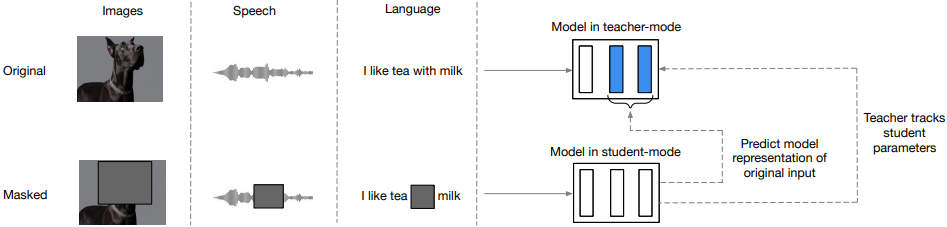 Images
Speech
Language
Model in teacher-mode
Original
I like tea with milk
Teacher tracks
student
parameters
Predict model
representation of
original input
Model in student-mode
Masked
I like tea milk